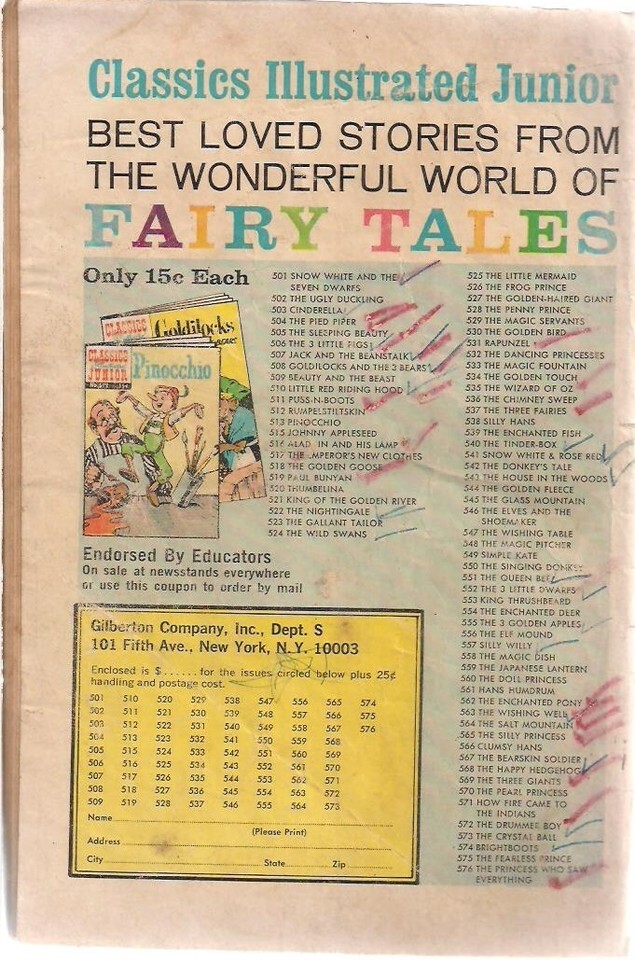 Classics Illustrated Junior
BEST LOVED STORIES FROM
THE WONDERFUL WORLD OF
FAIRY TALES
Only 15c Each
CLASSICS
Goldilocks
CLASSICS
Illustrated
JUNIOR
Pinocchio
Endorsed By Educators
On sale at newsstands everywhere
or use this coupon to order by mail
501 SNOW WHITE AND THE
SEVEN DWARFS
502 THE UGLY DUCKLING
503 CINDERELLA
504 THE PIED PIPER
505 THE SLEEPING BEAUTY
506 THE 3 LITTLE PIGS
507 JACK AND THE BEANSTALK
508 GOLDILOCKS AND THE 3 BEARS
509 BEAUTY AND THE BEAST
510 LITTLE RED RIDING HOOD
511 PUSS-N-BOOTS
512 RUMPELSTILTSKIN
513 PINOCCHIO
515 JOHNNY APPLESEED
516 ALAD IN AND HIS LAMP
517 THE EMPEROR'S NEW CLOTHES
518 THE GOLDEN GOOSE
519 PAUL BUNYAN
520 THUMBELINA
521 KING OF THE GOLDEN RIVER
522 THE NIGHTINGALE
523 THE GALLANT TAILOR
524 THE WILD SWANS
525 THE LITTLE MERMAID
526 THE FROG PRINCE
527 THE GOLDEN-HAIRED GIANT
528 THE PENNY PRINCE
529 THE MAGIC SERVANTS
530 THE GOLDEN BIRD
531 RAPUNZEL
532 THE DANCING PRINCESSES
533 THE MAGIC FOUNTAIN
534 THE GOLDEN TOUCH
535 THE WIZARD OF OZ
536 THE CHIMNEY SWEEP
537 THE THREE FAIRIES
538 SILLY HANS
539 THE ENCHANTED FISH
540 THE TINDER-BOX
541 SNOW WHITE & ROSE RED
542 THE DONKEY'S TALE
543 THE HOUSE IN THE WOODS
544 THE GOLDEN FLEECE
545 THE GLASS MOUNTAIN
546 THE ELVES AND THE
SHOEMAKER
547 THE WISHING TABLE
548 THE MAGIC PITCHER
549 SIMPLE KATE
550 THE SINGING DONKEY
551 THE QUEEN BEE
552 THE 3 LITTLE DWARFS
553 KING THRUSHBEARD
554 THE ENCHANTED DEER
555 THE 3 GOLDEN APPLES
556 THE ELF MOUND
557 SILLY WILLY
558 THE MAGIC DISH
559 THE JAPANESE LANTERN
560 THE DOLL PRINCESS
561 HANS HUMDRUM
562 THE ENCHANTED PONY
563 THE WISHING WELL
564 THE SALT MOUNTAIN
565 THE SILLY PRINCESS
566 CLUMSY HANS
567 THE BEARSKIN SOLDIER
568 THE HAPPY HEDGEHOG
569 THE THREE GIANTS
570 THE PEARL PRINCESS
571 HOW FIRE CAME TO
THE INDIANS
572 THE DRUMMER BOY
573 THE CRYSTAL BALL
574 BRIGHTBOOTS
575 THE FEARLESS PRINCE
576 THE PRINCESS WHO SAW
EVERYTHING
Gilberton Company, Inc., Dept. S
101 Fifth Ave., New York, N.Y. 10003
Enclosed is $......for the issues circled below plus 25¢
handling and postage cost.
501 510 520 529 538 547 556 565 574
502 511 521 530 539 548 557 566 575
503 512 522 531 540 549 558 567 576
504 513 523 532 541 550 559 568
505 515 524 533 542 551 560 569
506 516 525 534 543 552 561 570
507 517 526 535 544 553 562 571
508 518 527 536 545 554 563 572
509 519 528 537 546 555 564 573
Name
(Please Print)
Address
City State Zip